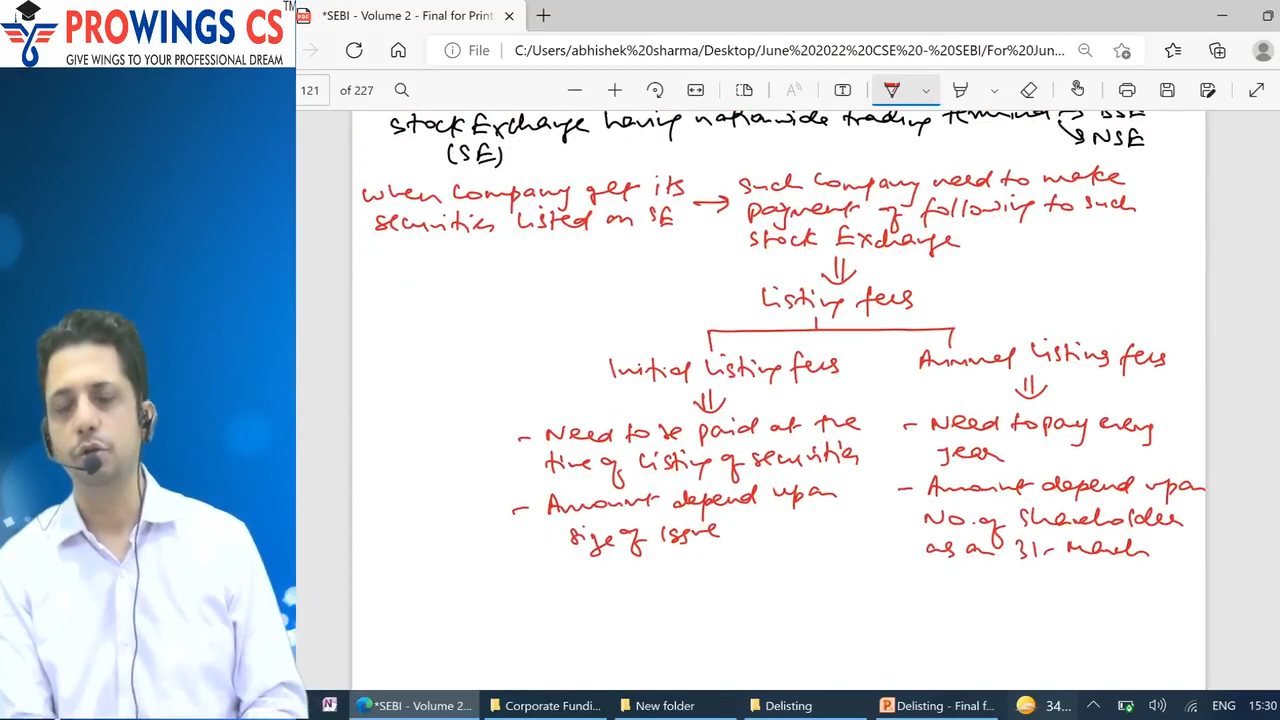 PROWINGS CS
TM
GIVE WINGS TO YOUR PROFESSIONAL DREAM
*SEBI - Volume 2 - Final for Print.
File
C:/Users/abhishek%20sharma/Desktop/June%202022%20CSE%20-%20SEBI/For%20Jun...
121 of 227
stock Exchange having nationwide trading terminal → BSE
(SE)
→ NSE
when company get its
securities listed on SE
→ such company need to make
payment of following to such
stock Exchange
Listing fees
Initial listing fees
- Need to be paid at the
time of listing of securities
- Amount depend upon
size of issue
Annual listing fees
- Need to pay every
year
- Amount depend upon
No. of Shareholder
as on 31- March
*SEBI - Volume 2...
Corporate Fundi...
New folder
Delisting
Delisting - Final f...
34...
ENG
15:30